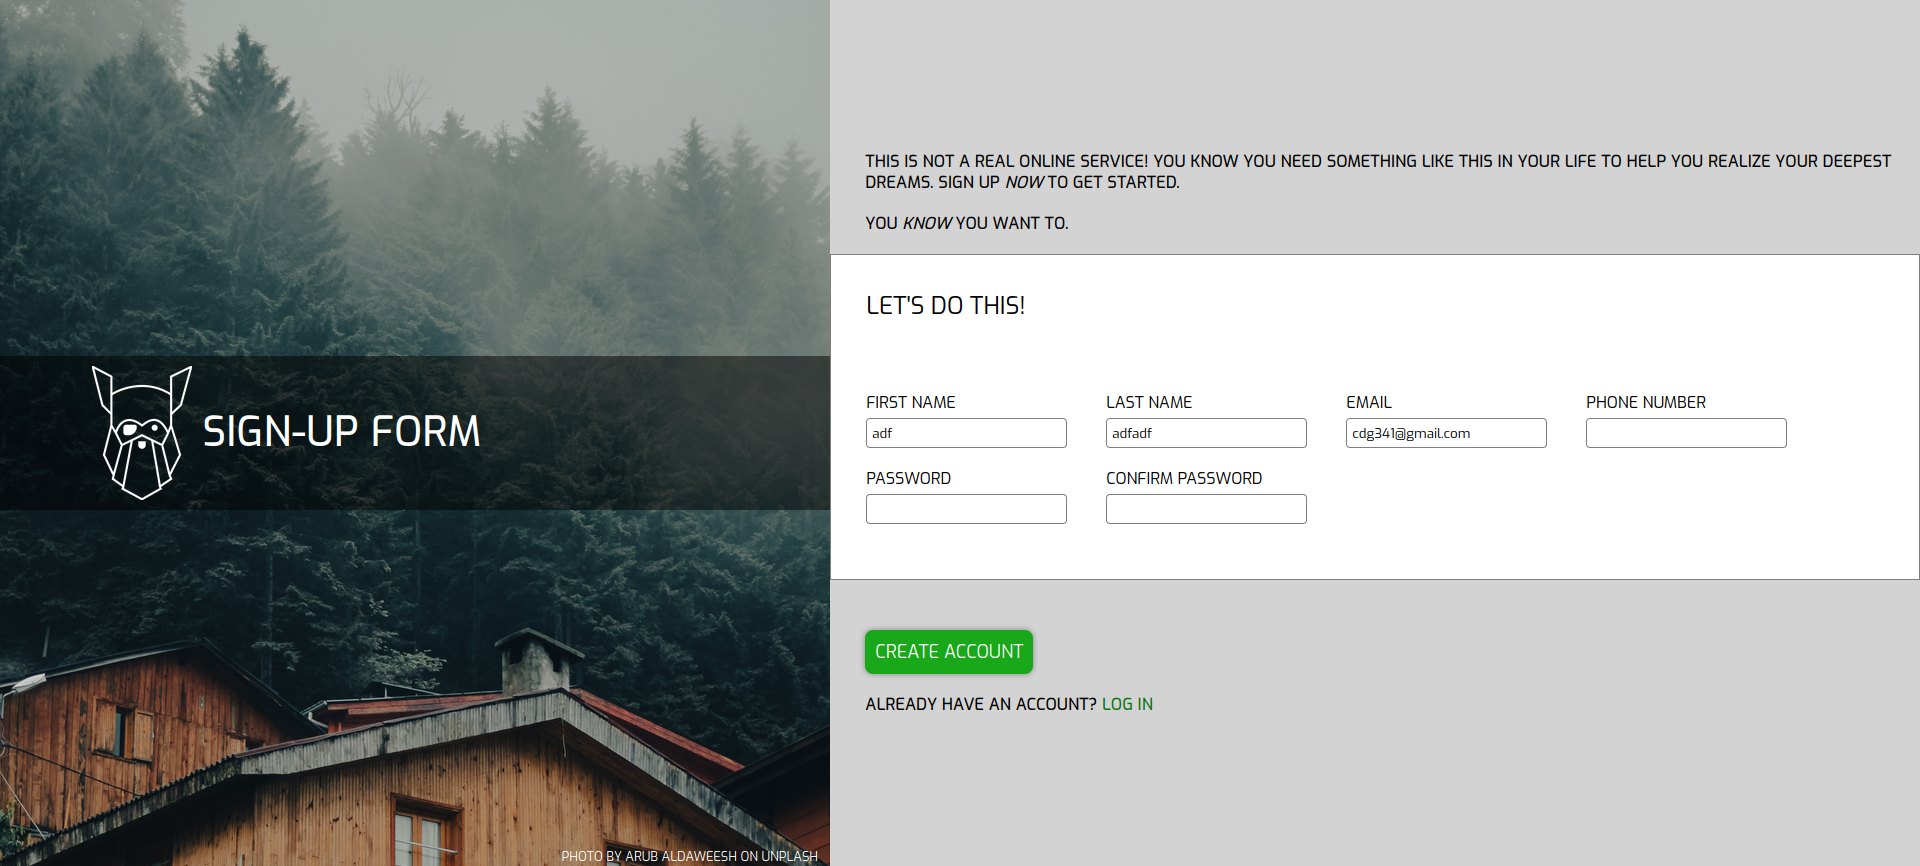 THIS IS NOT A REAL ONLINE SERVICE! YOU KNOW YOU NEED SOMETHING LIKE THIS IN YOUR LIFE TO HELP YOU REALIZE YOUR DEEPEST
DREAMS. SIGN UP NOW TO GET STARTED.
YOU KNOW YOU WANT TO.
LET'S DO THIS!
FIRST NAME LAST NAME EMAIL PHONE NUMBER
adf adfadf cdg341@gmail.com
PASSWORD CONFIRM PASSWORD
SIGN-UP FORM
CREATE ACCOUNT
ALREADY HAVE AN ACCOUNT? LOG IN
PHOTO BY ARUB ALDAWEESH ON UNPLASH